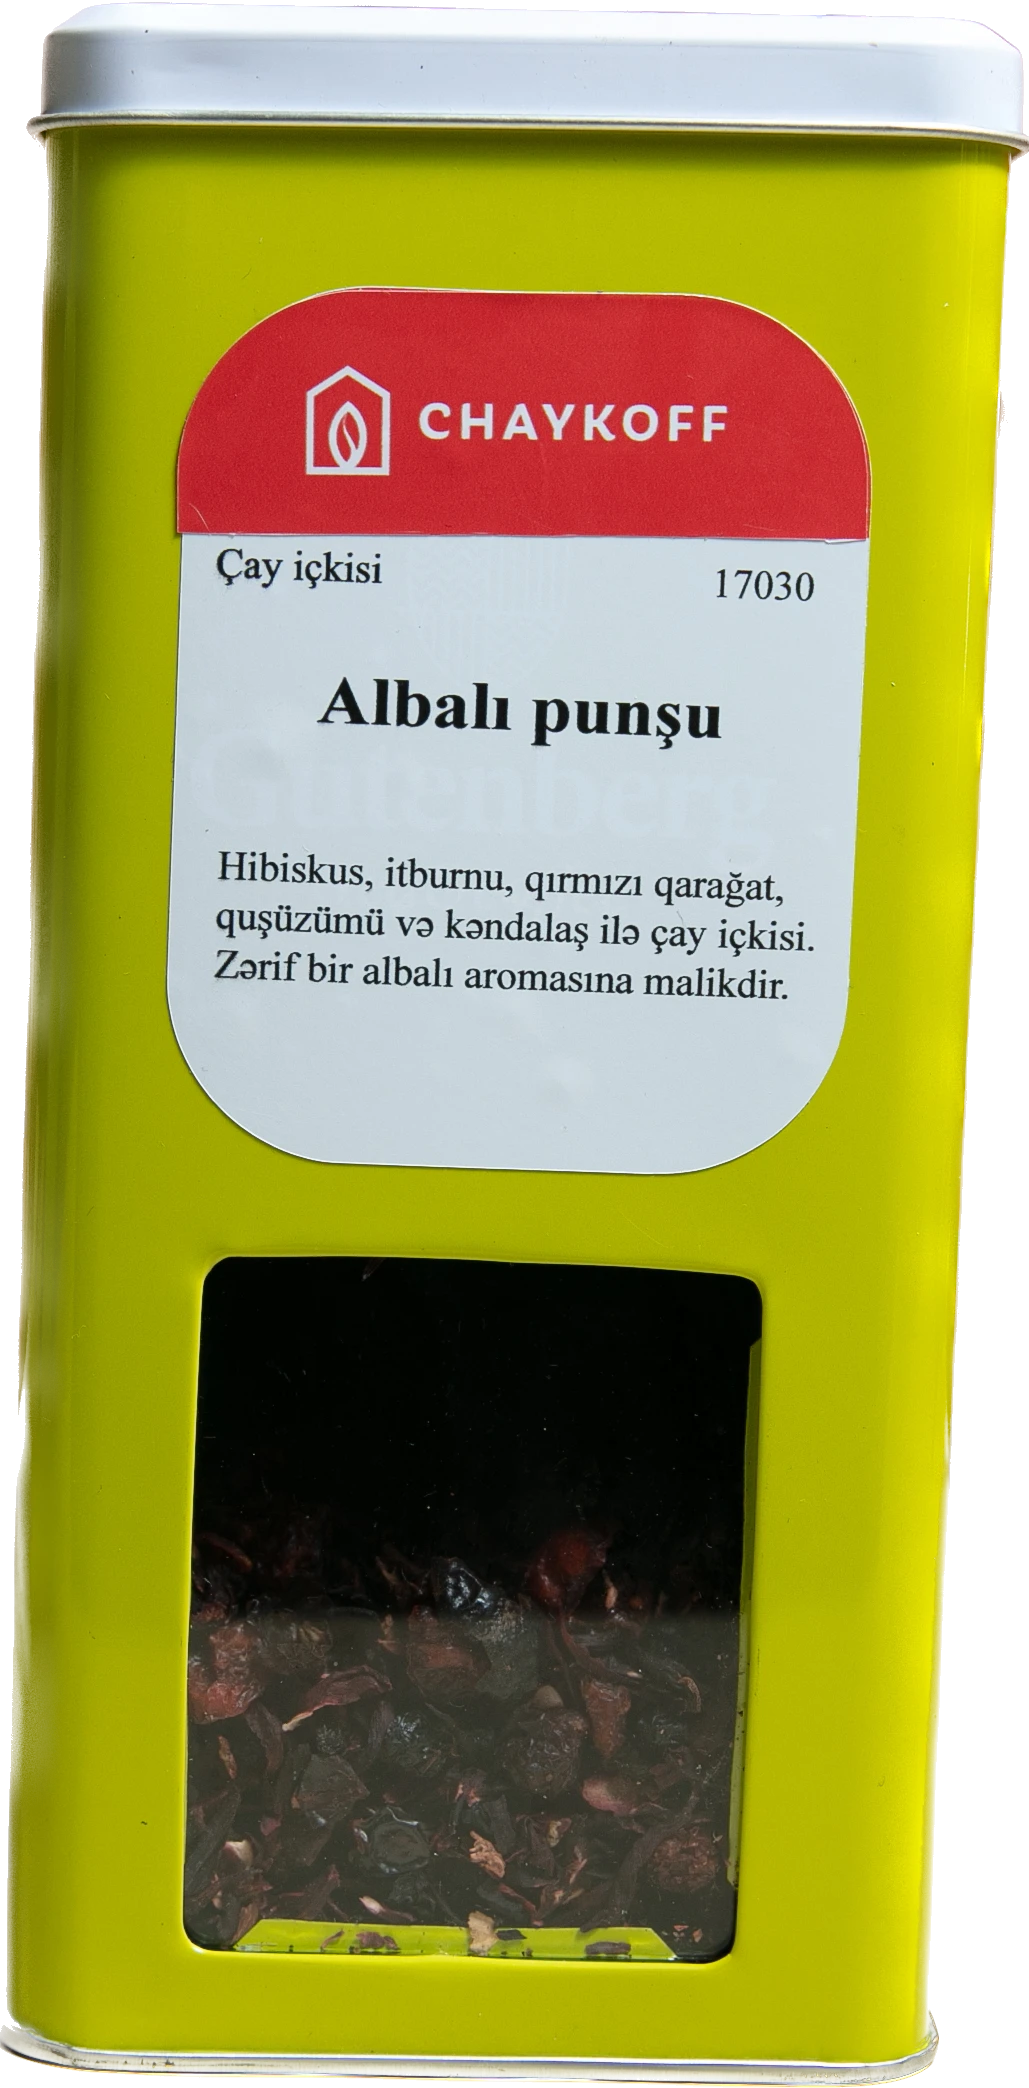 CHAYKOFF
Çay içkisi 17030
Albalı punşu
Gutenberg
Hibiskus, itburnu, qırmızı qarağat,
quşüzümü və kəndalaş ilə çay içkisi.
Zərif bir albalı aromasına malikdir.